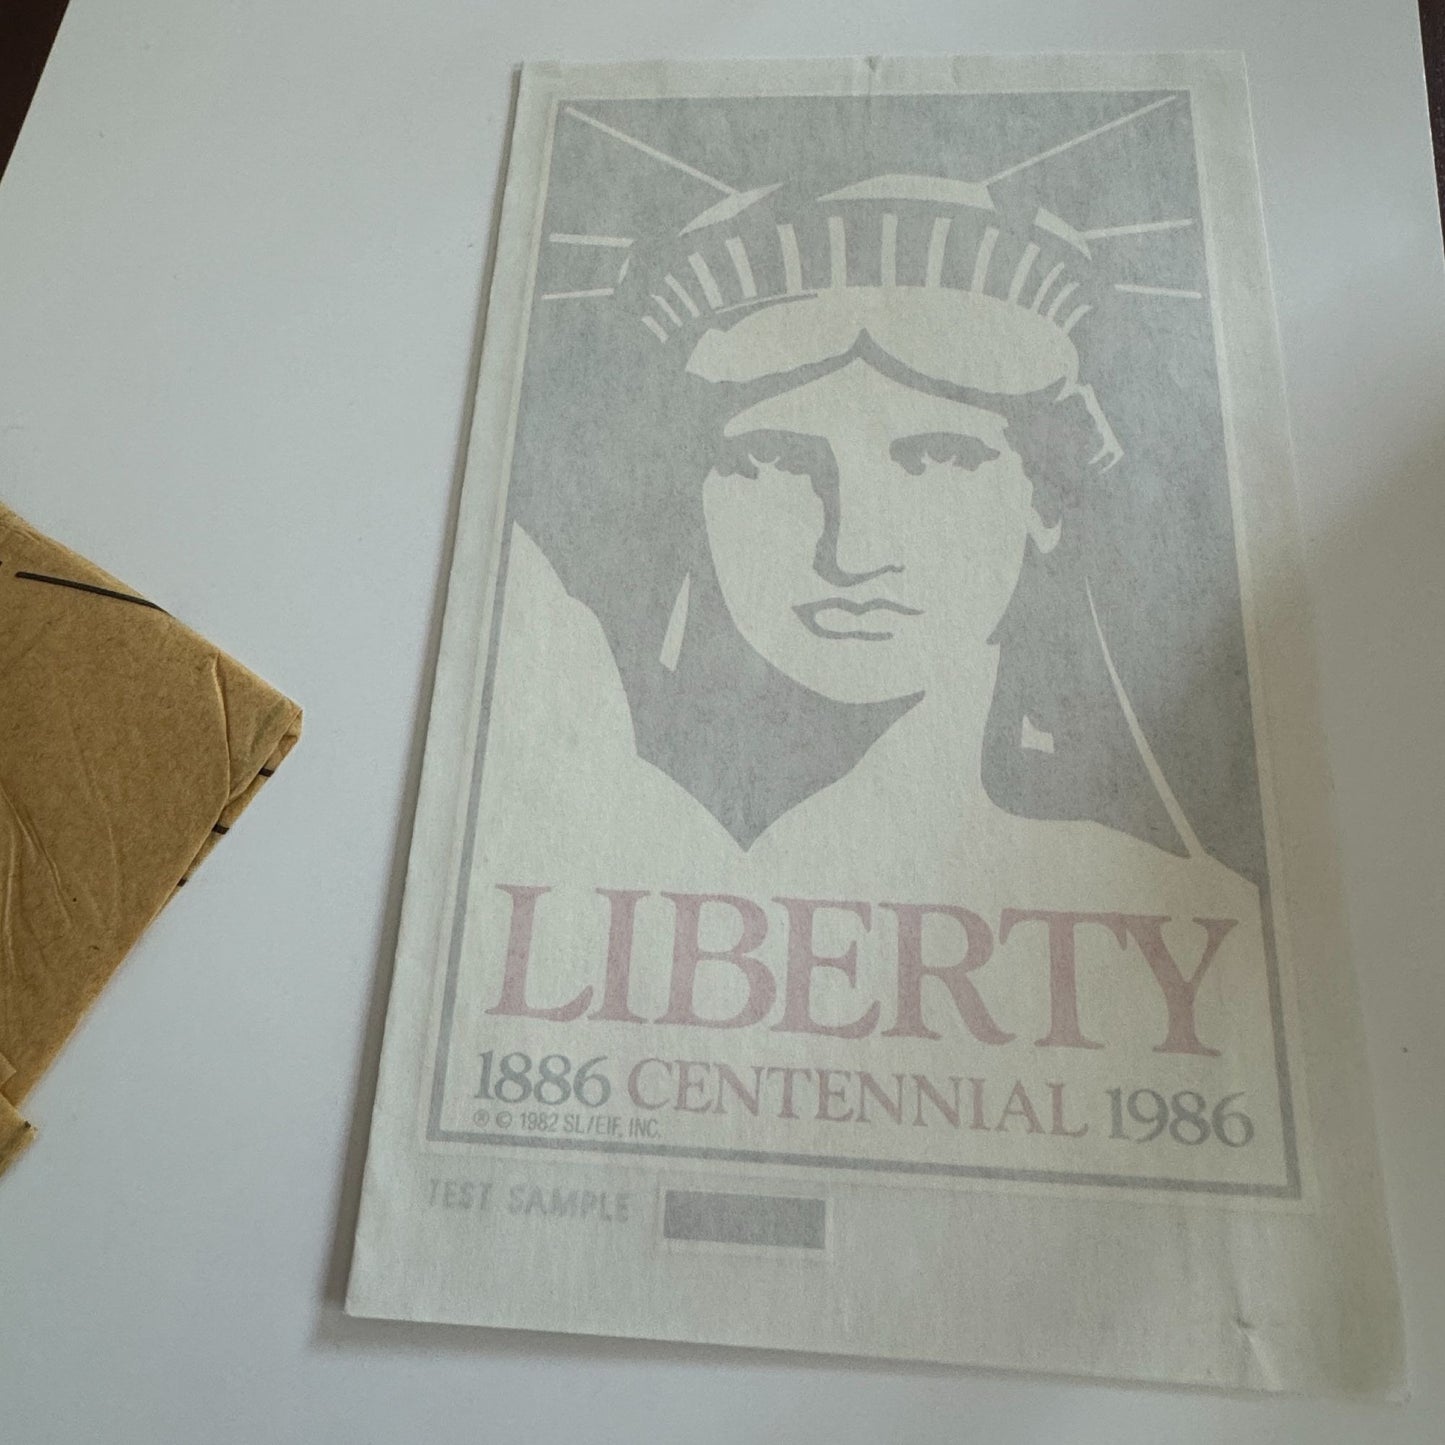 LIBERTY
1886 CENTENNIAL 1986
® © 1982 SL/EIF, INC.
TEST SAMPLE